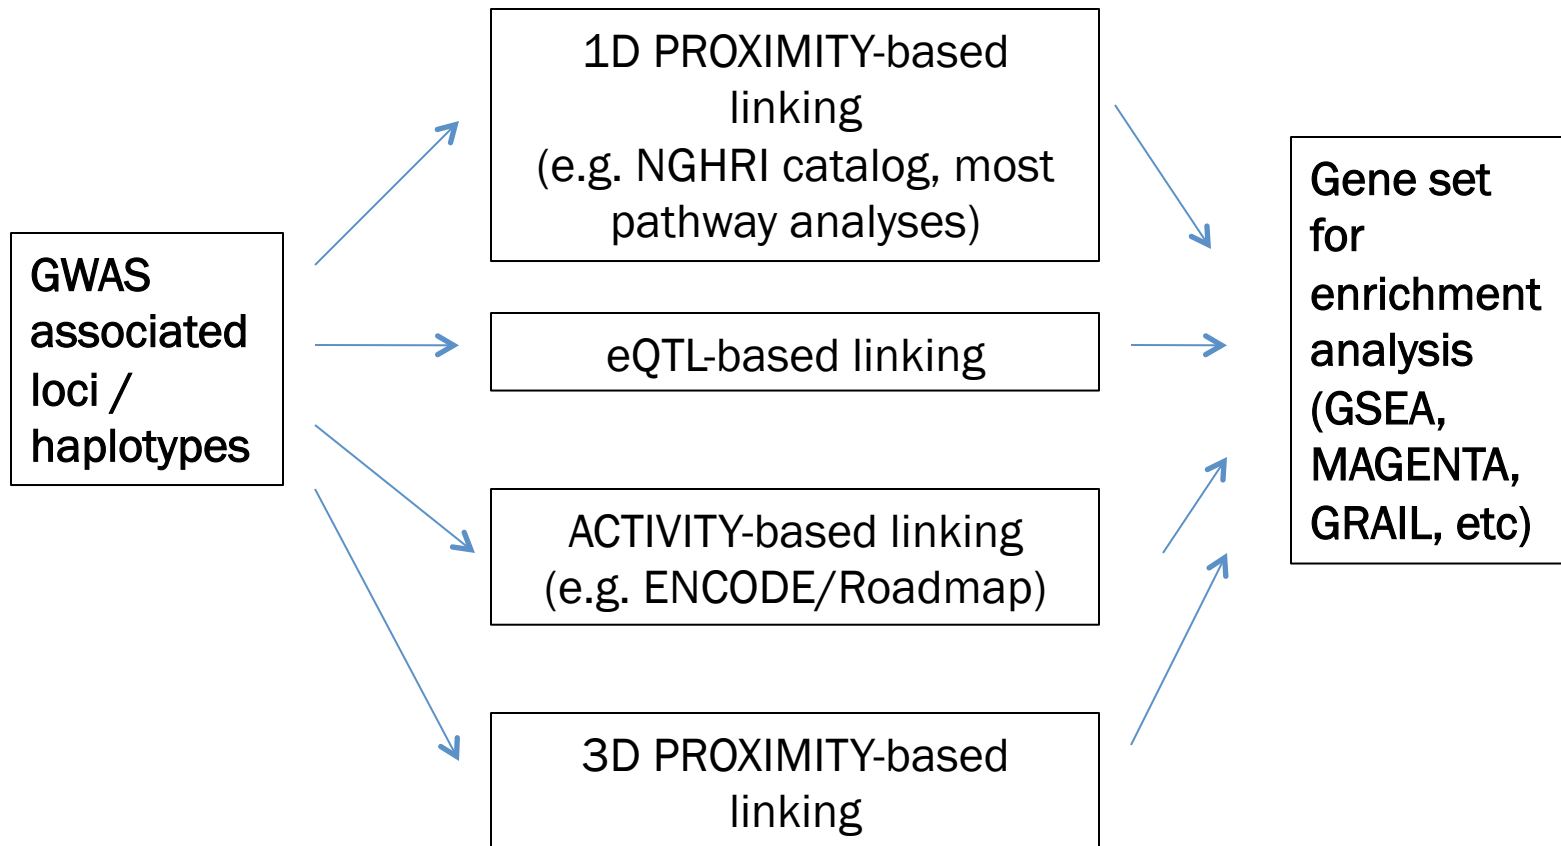 GWAS
associated
loci /
haplotypes
1D PROXIMITY-based
linking
(e.g. NGHRI catalog, most
pathway analyses)
eQTL-based linking
ACTIVITY-based linking
(e.g. ENCODE/Roadmap)
3D PROXIMITY-based
linking
Gene set
for
enrichment
analysis
(GSEA,
MAGENTA,
GRAIL, etc)